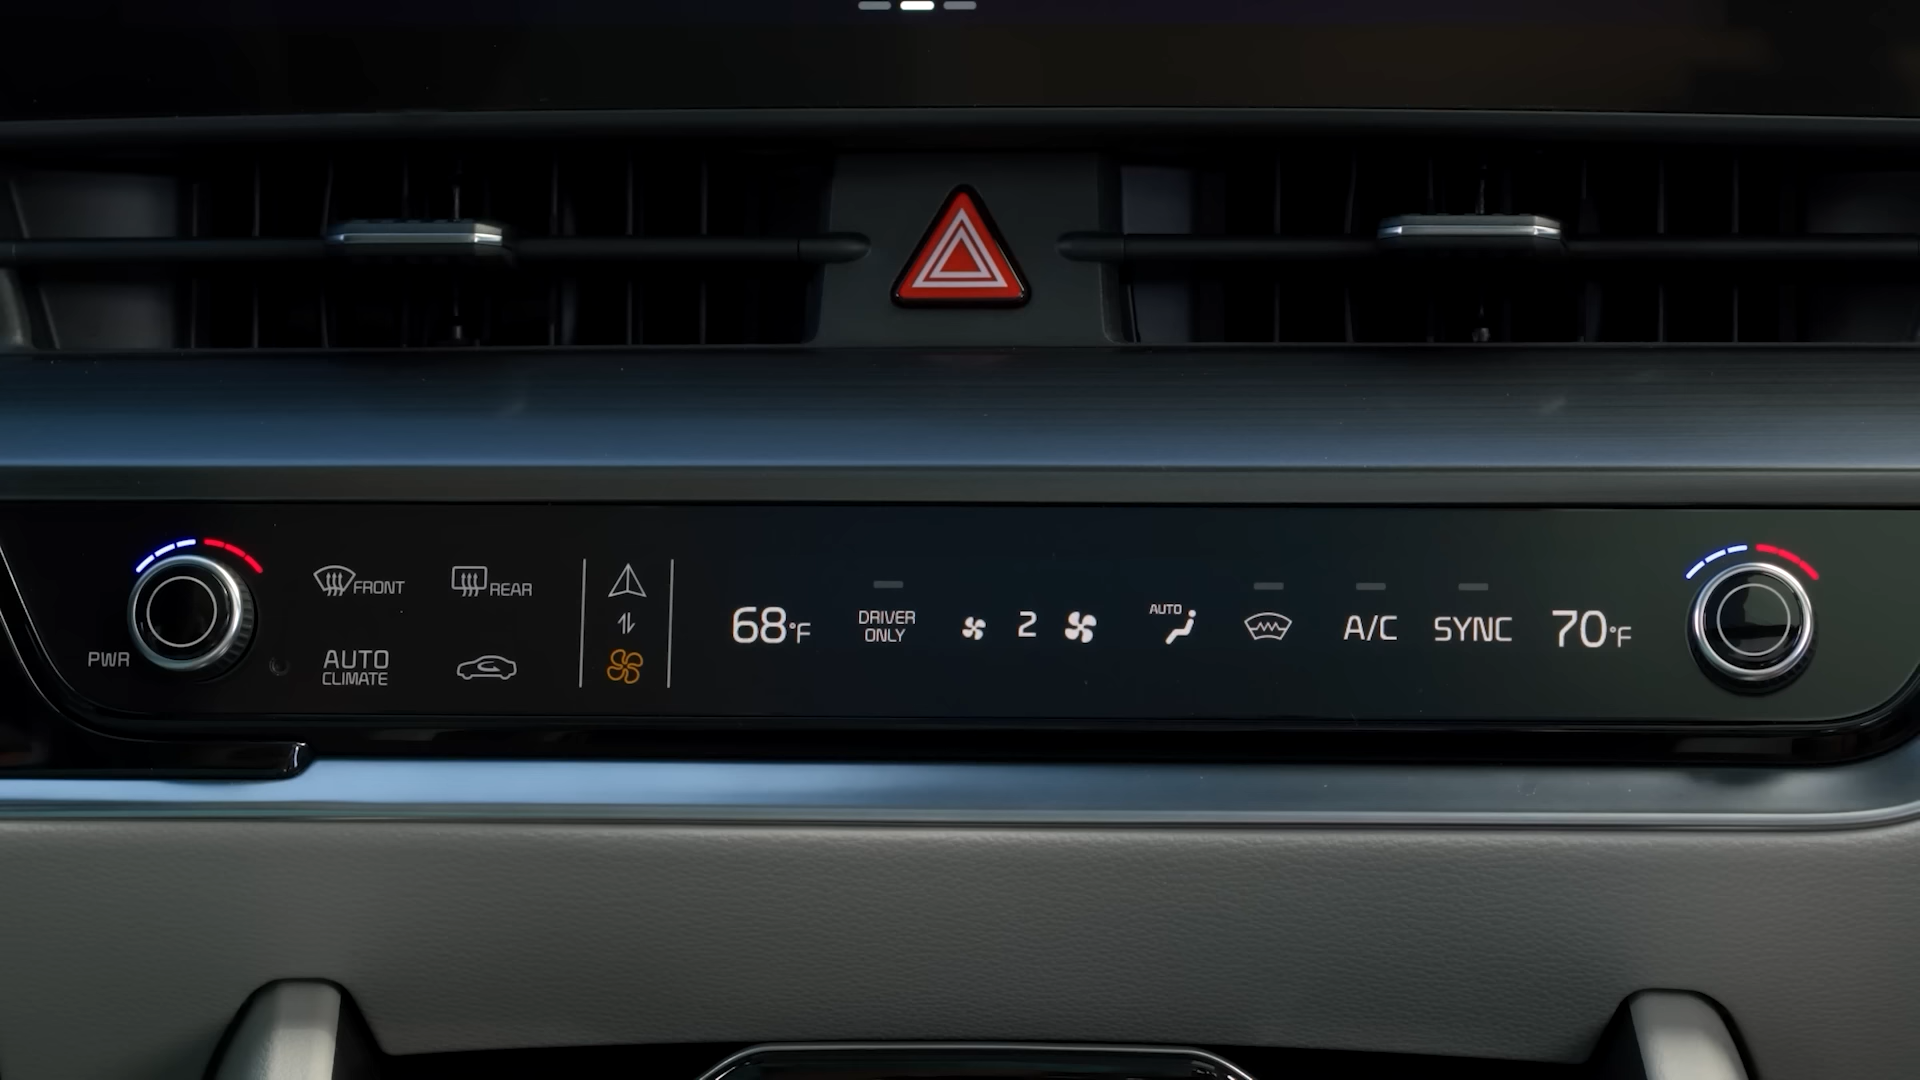 FRONT
REAR
PWR
AUTO
CLIMATE
68°F
DRIVER
ONLY
2
AUTO
A/C
SYNC
70°F